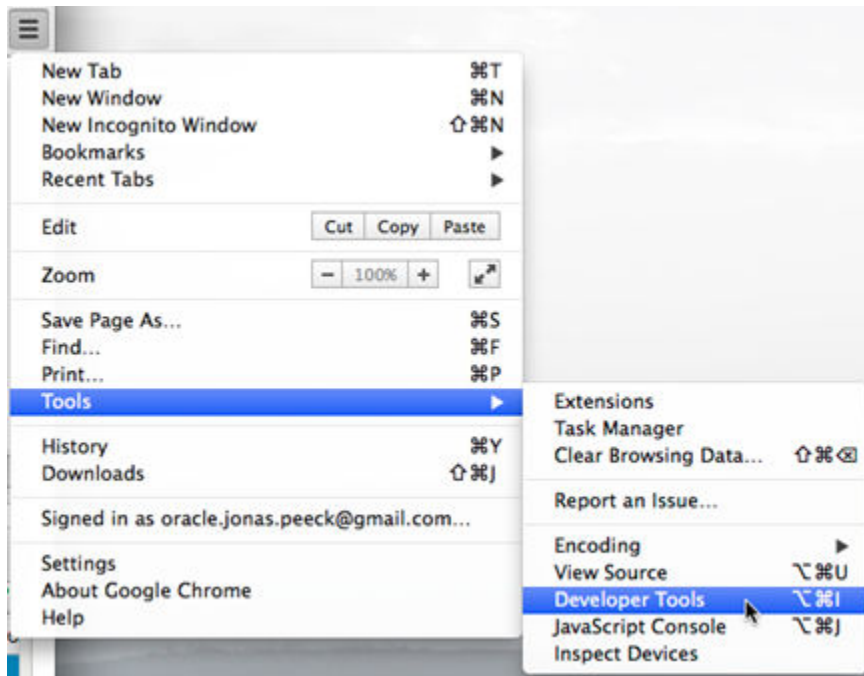 New Tab ⌘T
New Window ⌘N
New Incognito Window ⇧⌘N
Bookmarks ▶
Recent Tabs ▶
Edit Cut Copy Paste
Zoom − 100% +
Save Page As... ⌘S
Find... ⌘F
Print... ⌘P
Tools ▶
History ⌘Y
Downloads ⇧⌘J
Signed in as oracle.jonas.peeck@gmail.com...
Settings
About Google Chrome
Help
Extensions
Task Manager
Clear Browsing Data... ⇧⌘⌫
Report an Issue...
Encoding ▶
View Source ⌥⌘U
Developer Tools ⌥⌘I
JavaScript Console ⌥⌘J
Inspect Devices